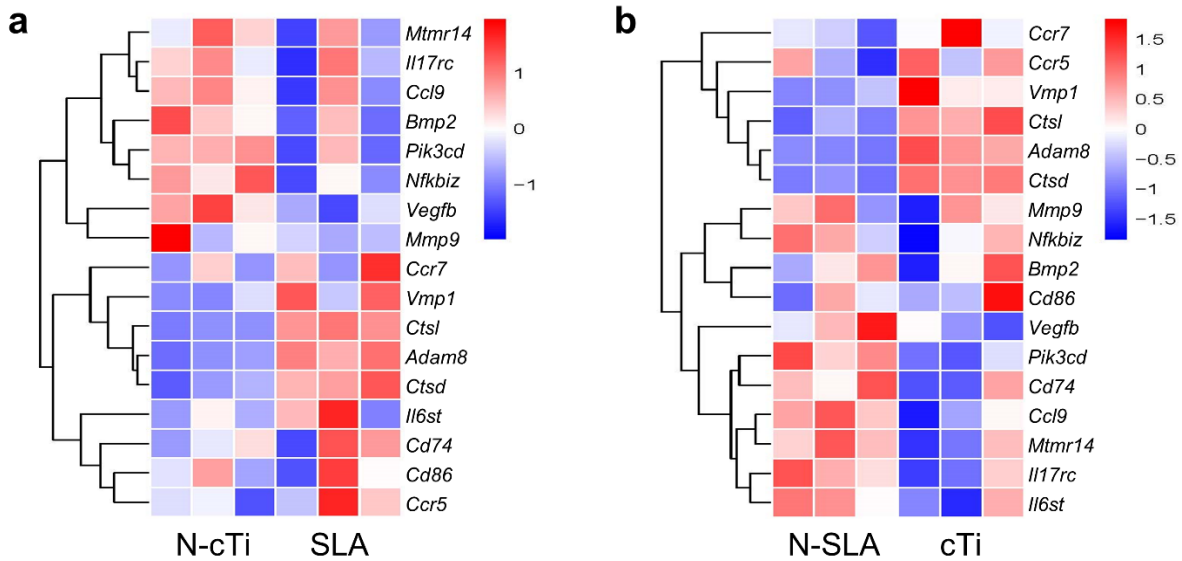 a
Mtmr14
Il17rc
Ccl9
Bmp2
Pik3cd
Nfkbiz
Vegfb
Mmp9
Ccr7
Vmp1
Ctsl
Adam8
Ctsd
Il6st
Cd74
Cd86
Ccr5
1
0
−1
N-cTi SLA
b
Ccr7
Ccr5
Vmp1
Ctsl
Adam8
Ctsd
Mmp9
Nfkbiz
Bmp2
Cd86
Vegfb
Pik3cd
Cd74
Ccl9
Mtmr14
Il17rc
Il6st
1.5
1
0.5
0
−0.5
−1
−1.5
N-SLA cTi